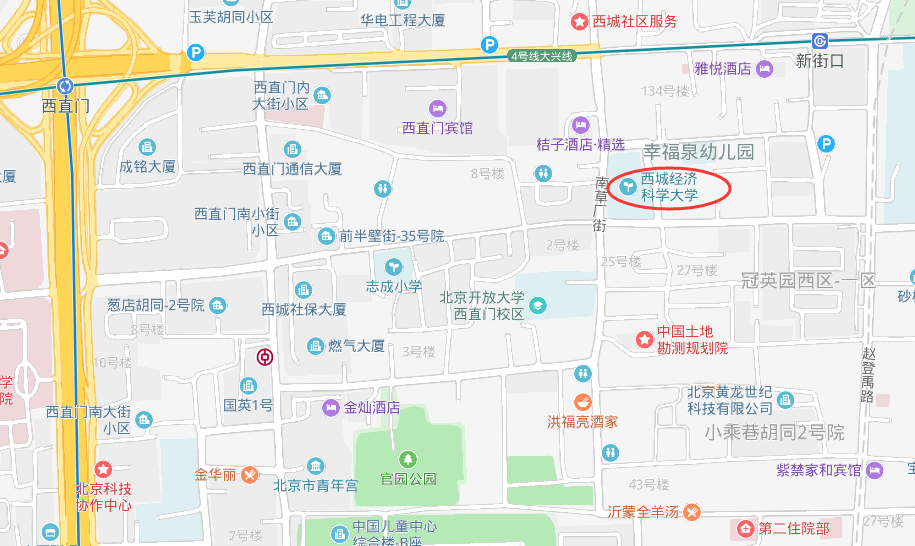 玉芙胡同小区
华电工程大厦
西城社区服务
4号线大兴线
新街口
雅悦酒店
西直门
西直门内
大街小区
134号楼
西直门宾馆
桔子酒店·精选
幸福泉幼儿园
成铭大厦
西直门通信大厦
8号楼
西城经济
科学大学
大厦
南草厂街
西直门南小街
小区
前半壁街-35号院
2号楼
25号楼
27号楼
冠英园西区-一区
志成小学
葱店胡同-2号院
西城社保大厦
北京开放大学
西直门校区
8号楼
燃气大厦
3号楼
中国土地
勘测规划院
赵登禹路
10号楼
学
院
国英1号
金灿酒店
北京黄龙世纪
科技有限公司
西直门南大街
小区
洪福亮酒家
小乘巷胡同2号院
北京科技
协作中心
金华丽
北京市青年宫
官园公园
紫禁家和宾馆
43号楼
沂蒙全羊汤
7号楼
中国儿童中心
综合楼-B座
第二住院部
27号楼